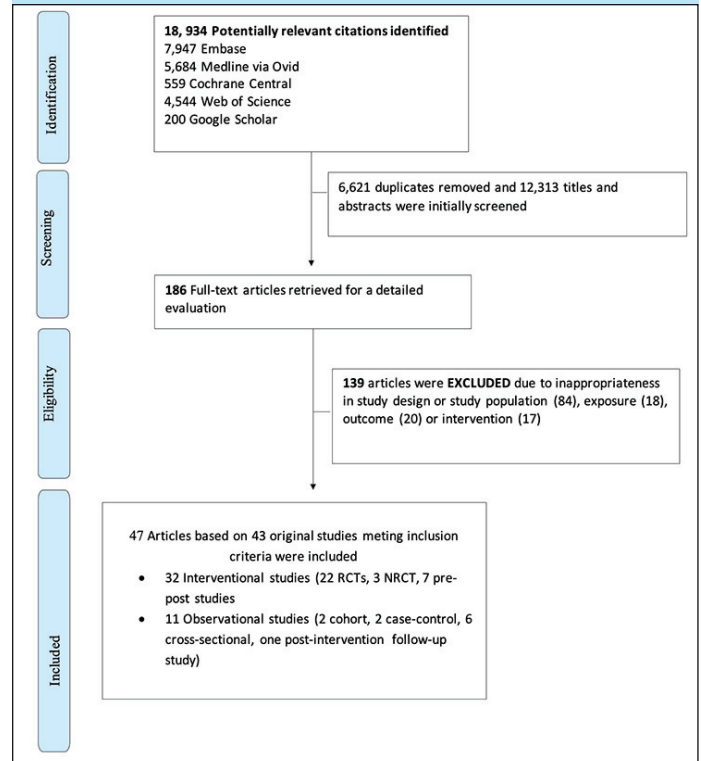 Identification
18, 934 Potentially relevant citations identified
7,947 Embase
5,684 Medline via Ovid
559 Cochrane Central
4,544 Web of Science
200 Google Scholar
Screening
6,621 duplicates removed and 12,313 titles and
abstracts were initially screened
186 Full-text articles retrieved for a detailed
evaluation
Eligibility
139 articles were EXCLUDED due to inappropriateness
in study design or study population (84), exposure (18),
outcome (20) or intervention (17)
Included
47 Articles based on 43 original studies meting inclusion
criteria were included
• 32 Interventional studies (22 RCTs, 3 NRCT, 7 pre-
post studies
• 11 Observational studies (2 cohort, 2 case-control, 6
cross-sectional, one post-intervention follow-up
study)